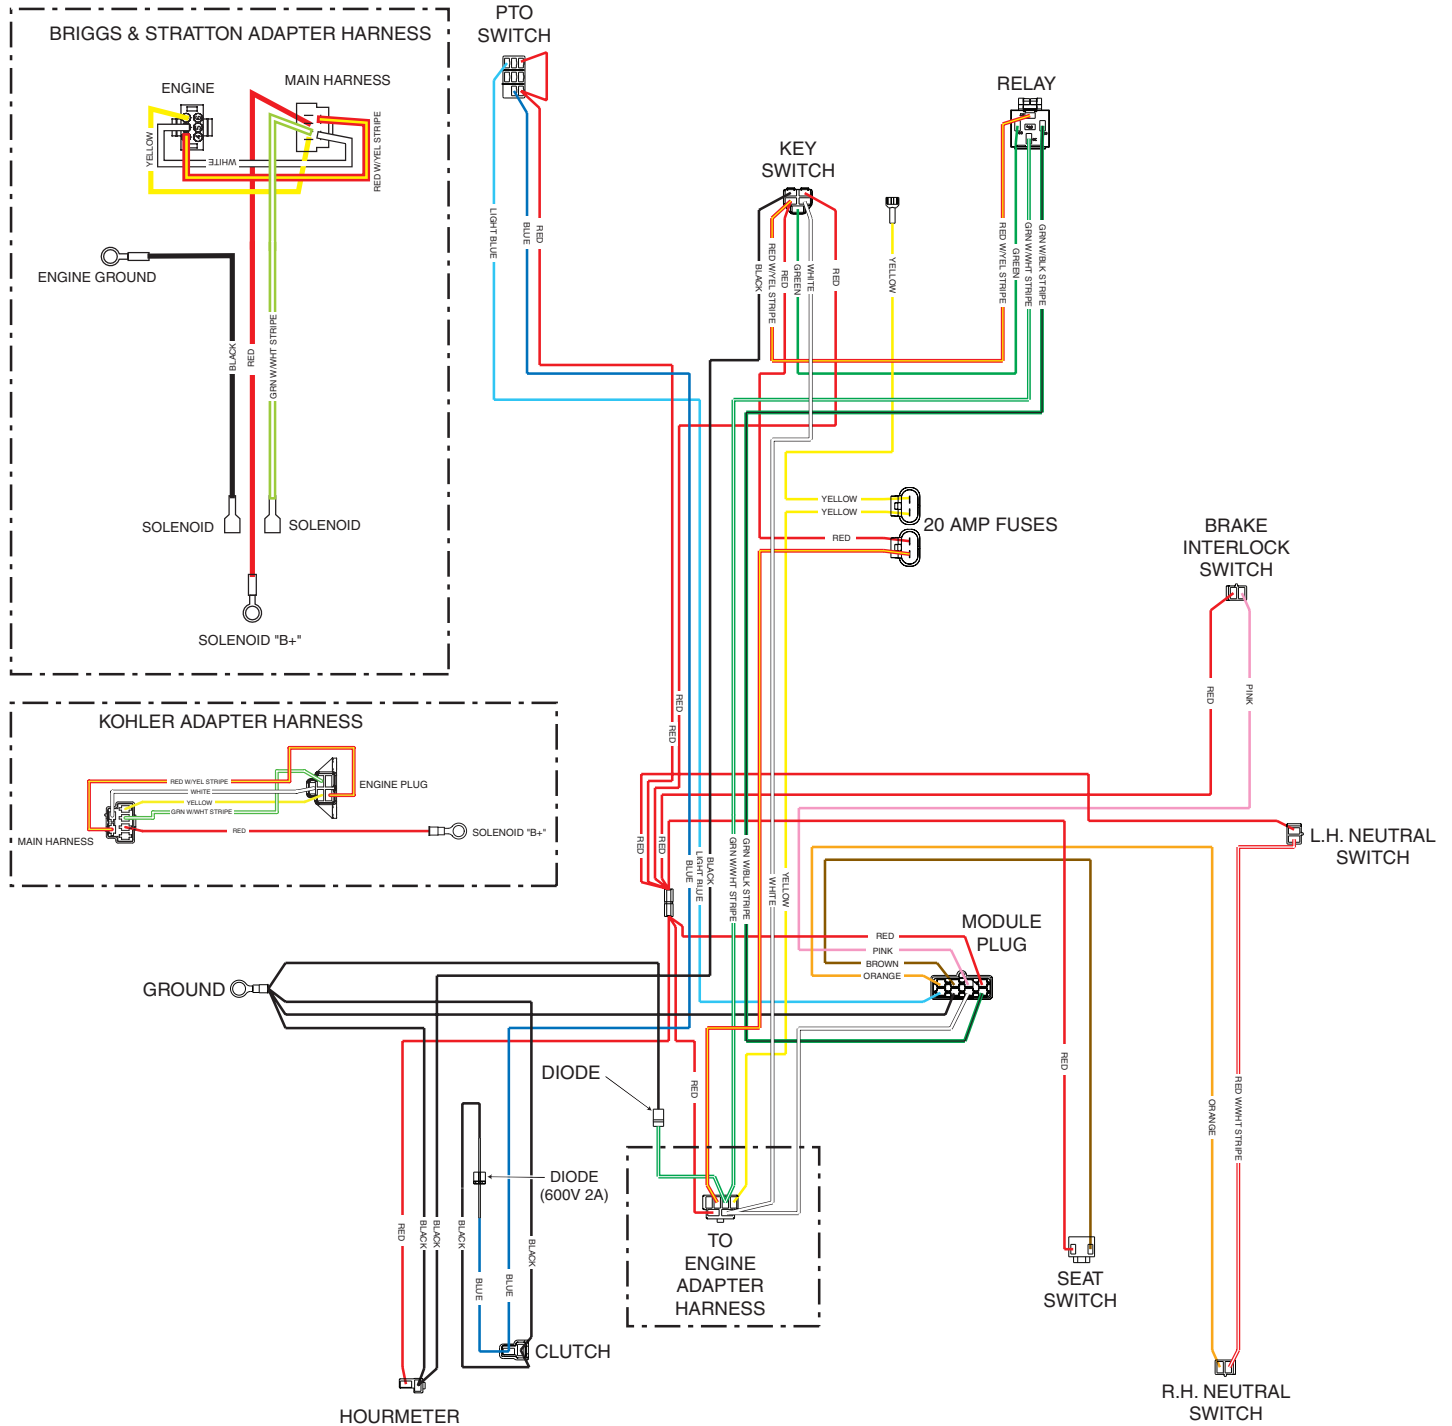 BRIGGS & STRATTON ADAPTER HARNESS
ENGINE
MAIN HARNESS
YELLOW
WHITE
RED W/YEL STRIPE
ENGINE GROUND
BLACK
RED
GRN W/WHT STRIPE
SOLENOID
SOLENOID
SOLENOID "B+"
KOHLER ADAPTER HARNESS
RED W/YEL STRIPE
WHITE
YELLOW
GRN W/WHT STRIPE
RED
ENGINE PLUG
MAIN HARNESS
SOLENOID "B+"
PTO
SWITCH
LIGHT BLUE
BLUE
RED
KEY
SWITCH
BLACK
RED W/YEL STRIPE
RED
GREEN
WHITE
RED
YELLOW
RELAY
RED W/YEL STRIPE
GREEN
GRN W/WHT STRIPE
GRN W/BLK STRIPE
YELLOW
YELLOW
RED
20 AMP FUSES
BRAKE
INTERLOCK
SWITCH
RED
PINK
RED
RED
RED
RED
LIGHT BLUE
BLUE
BLACK
GRN W/WHT STRIPE
GRN W/BLK STRIPE
WHITE
YELLOW
L.H. NEUTRAL
SWITCH
MODULE
PLUG
RED
PINK
BROWN
ORANGE
GROUND
DIODE
RED
DIODE
(600V 2A)
RED
BLACK
BLACK
BLACK
BLUE
BLUE
BLACK
RED
ORANGE
RED W/WHT STRIPE
TO
ENGINE
ADAPTER
HARNESS
SEAT
SWITCH
CLUTCH
HOURMETER
R.H. NEUTRAL
SWITCH